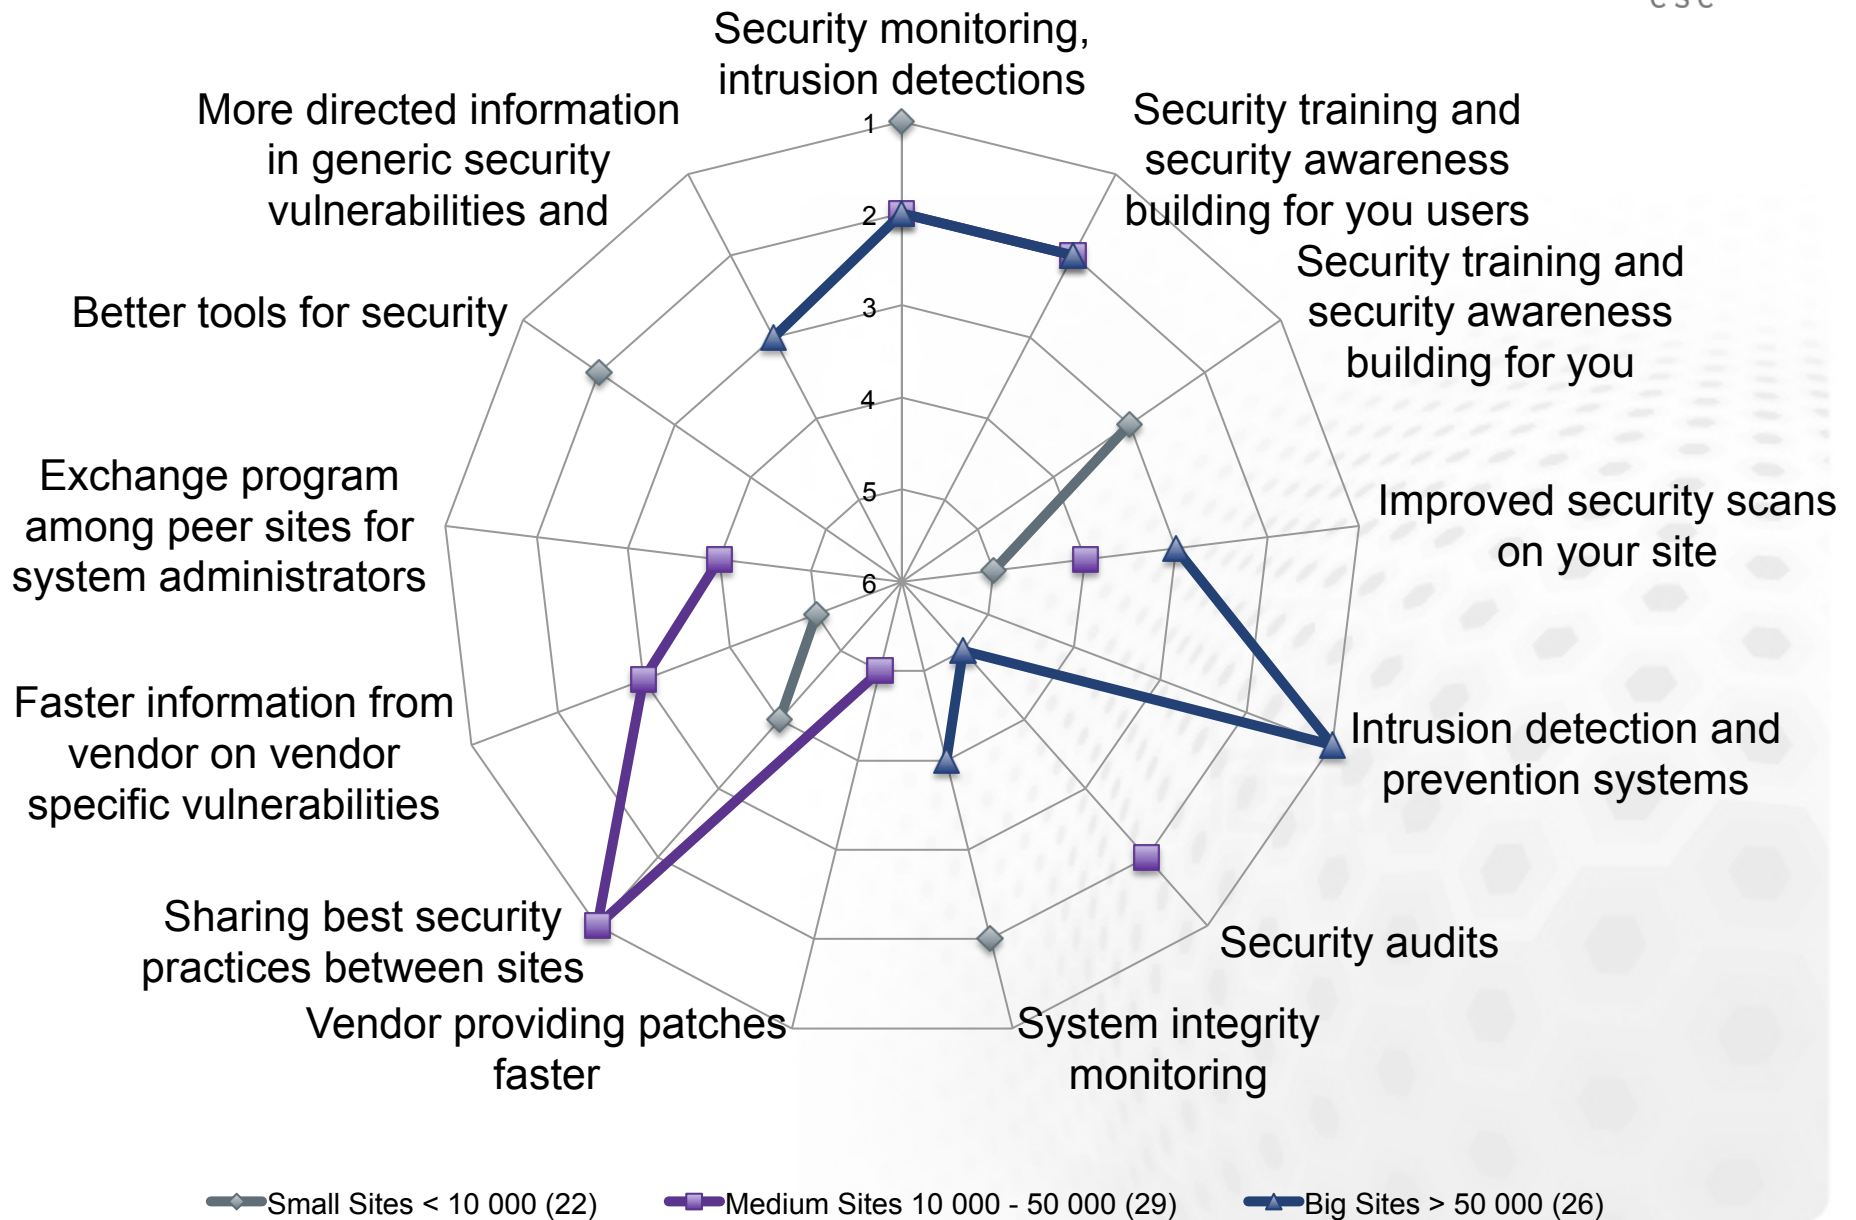 Security monitoring,
intrusion detections
More directed information
in generic security
vulnerabilities and
Security training and
security awareness
building for you users
Security training and
security awareness
building for you
Better tools for security
Exchange program
among peer sites for
system administrators
Improved security scans
on your site
Faster information from
vendor on vendor
specific vulnerabilities
Intrusion detection and
prevention systems
Sharing best security
practices between sites
Security audits
Vendor providing patches
faster
System integrity
monitoring
1
2
3
4
5
6
Small Sites < 10 000 (22)
Medium Sites 10 000 - 50 000 (29)
Big Sites > 50 000 (26)